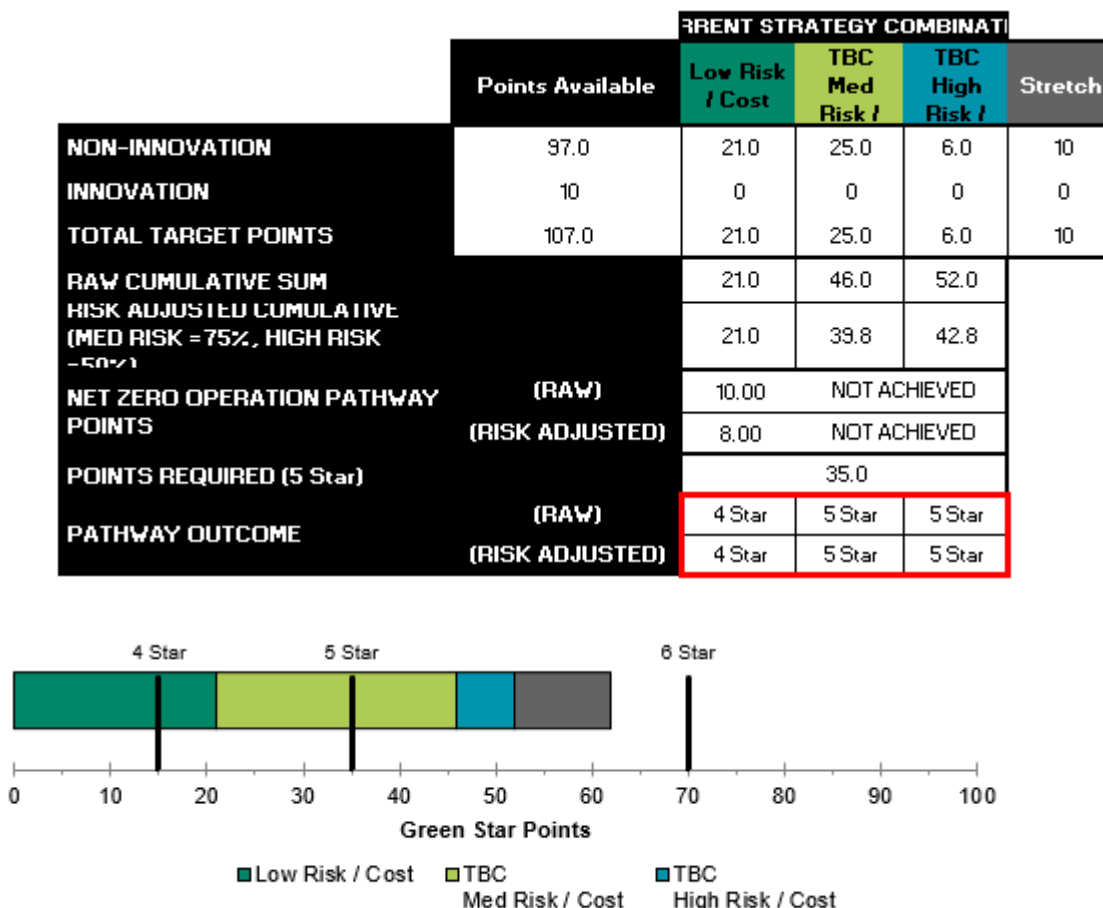 RRENT STRATEGY COMBINATI
Points Available
Low Risk / Cost
TBC Med Risk /
TBC High Risk /
Stretch
NON-INNOVATION 97.0 21.0 25.0 6.0 10
INNOVATION 10 0 0 0 0
TOTAL TARGET POINTS 107.0 21.0 25.0 6.0 10
RAW CUMULATIVE SUM 21.0 46.0 52.0
RISK ADJUSTED CUMULATIVE
(MED RISK =75%, HIGH RISK 21.0 39.8 42.8
=50%)
NET ZERO OPERATION PATHWAY
POINTS
(RAW) 10.00 NOT ACHIEVED
(RISK ADJUSTED) 8.00 NOT ACHIEVED
POINTS REQUIRED (5 Star) 35.0
PATHWAY OUTCOME
(RAW) 4 Star 5 Star 5 Star
(RISK ADJUSTED) 4 Star 5 Star 5 Star
4 Star 5 Star 6 Star
0 10 20 30 40 50 60 70 80 90 100
Green Star Points
Low Risk / Cost
TBC
Med Risk / Cost
TBC
High Risk / Cost